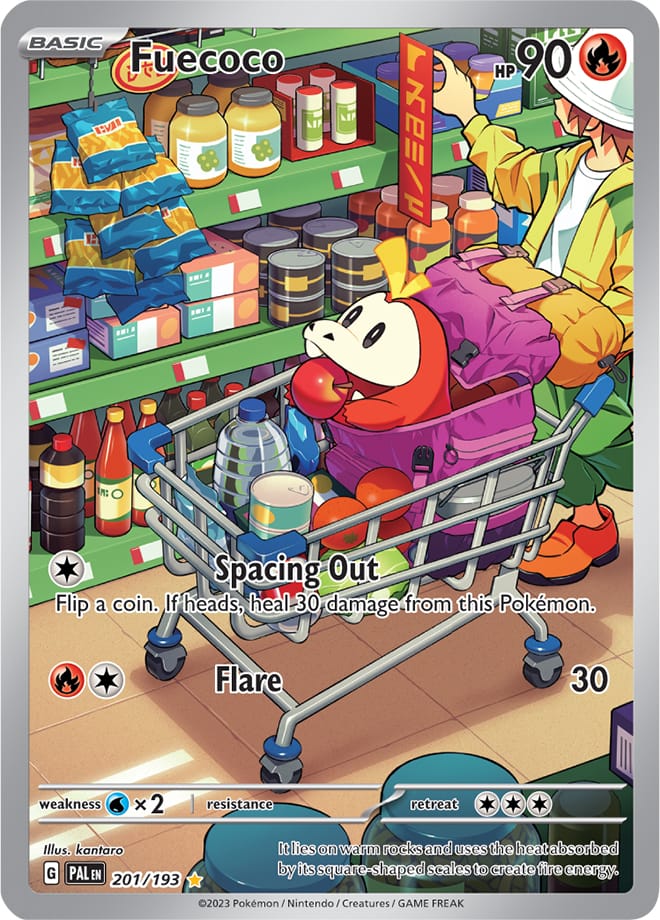 BASIC
Fuecoco
HP 90
Spacing Out
Flip a coin. If heads, heal 30 damage from this Pokémon.
Flare 30
weakness ×2 resistance retreat
Illus. kantaro
It lies on warm rocks and uses the heat absorbed
by its square-shaped scales to create fire energy.
G PAL EN 201/193
©2023 Pokémon / Nintendo / Creatures / GAME FREAK